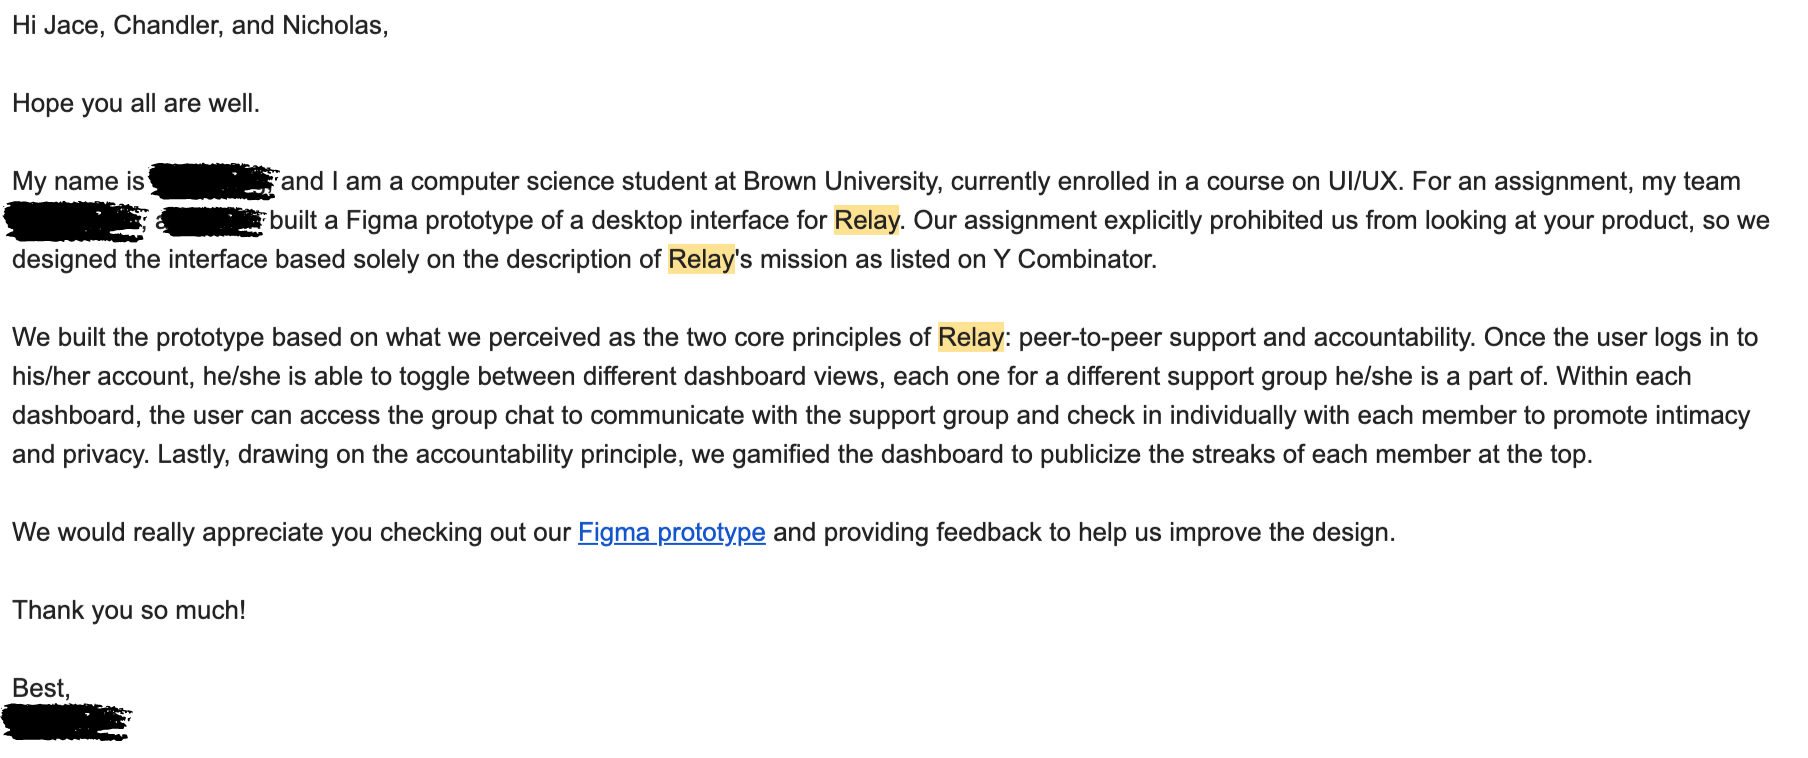 Hi Jace, Chandler, and Nicholas,
Hope you all are well.
My name is and I am a computer science student at Brown University, currently enrolled in a course on UI/UX. For an assignment, my team
built a Figma prototype of a desktop interface for Relay. Our assignment explicitly prohibited us from looking at your product, so we
designed the interface based solely on the description of Relay's mission as listed on Y Combinator.
We built the prototype based on what we perceived as the two core principles of Relay: peer-to-peer support and accountability. Once the user logs in to
his/her account, he/she is able to toggle between different dashboard views, each one for a different support group he/she is a part of. Within each
dashboard, the user can access the group chat to communicate with the support group and check in individually with each member to promote intimacy
and privacy. Lastly, drawing on the accountability principle, we gamified the dashboard to publicize the streaks of each member at the top.
We would really appreciate you checking out our Figma prototype and providing feedback to help us improve the design.
Thank you so much!
Best,